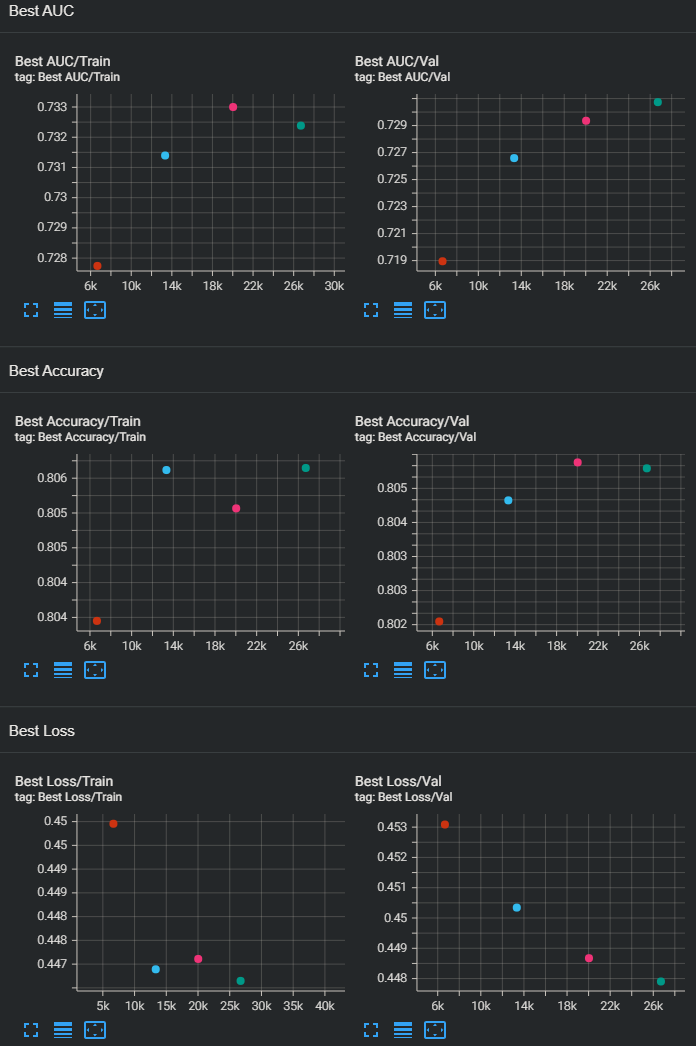 Best AUC
Best AUC/Train
tag: Best AUC/Train
0.733
0.732
0.731
0.73
0.729
0.728
6k 10k 14k 18k 22k 26k 30k
Best AUC/Val
tag: Best AUC/Val
0.729
0.727
0.725
0.723
0.721
0.719
6k 10k 14k 18k 22k 26k
Best Accuracy
Best Accuracy/Train
tag: Best Accuracy/Train
0.806
0.805
0.805
0.804
0.804
6k 10k 14k 18k 22k 26k
Best Accuracy/Val
tag: Best Accuracy/Val
0.805
0.804
0.803
0.803
0.802
6k 10k 14k 18k 22k 26k
Best Loss
Best Loss/Train
tag: Best Loss/Train
0.45
0.45
0.449
0.449
0.448
0.448
0.447
5k 10k 15k 20k 25k 30k 35k 40k
Best Loss/Val
tag: Best Loss/Val
0.453
0.452
0.451
0.45
0.449
0.448
6k 10k 14k 18k 22k 26k